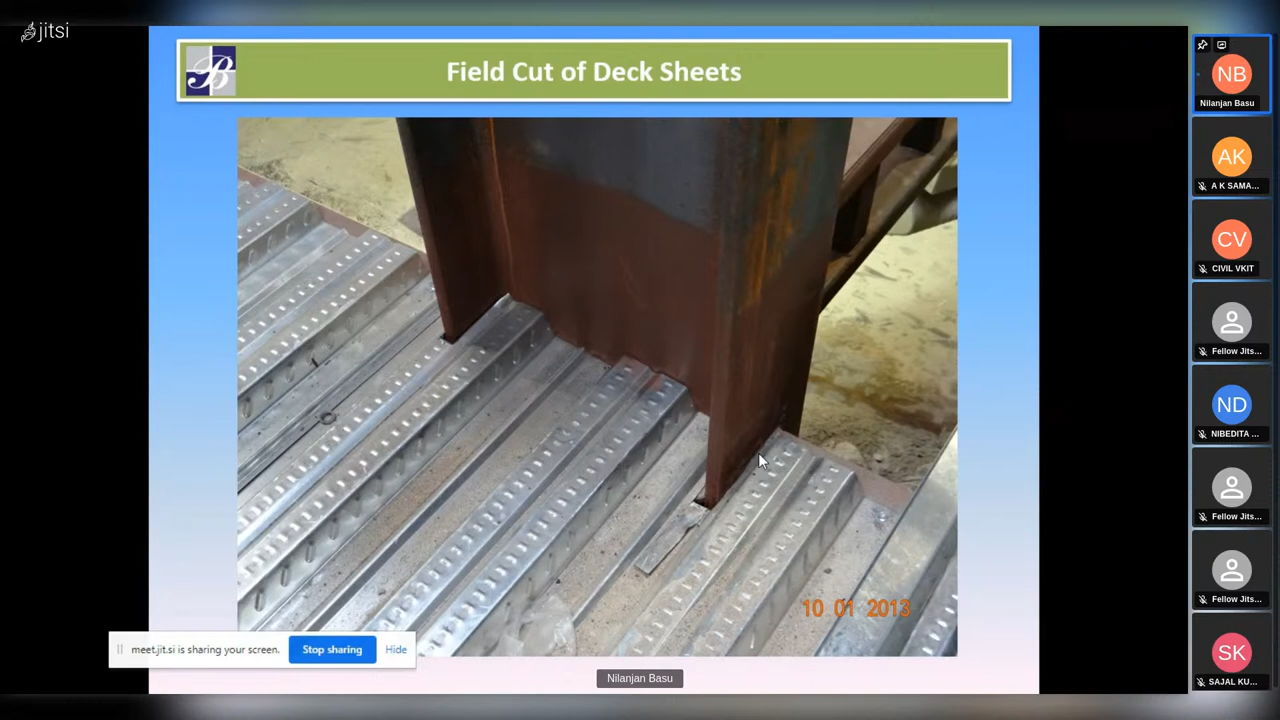 jitsi
Field Cut of Deck Sheets
B
10 01 2013
meet.jit.si is sharing your screen.
Stop sharing
Hide
Nilanjan Basu
NB
Nilanjan Basu
AK
A K SAMA...
CV
CIVIL VKIT
Fellow Jits...
ND
NIBEDITA ...
Fellow Jits...
Fellow Jits...
SK
SAJAL KU...